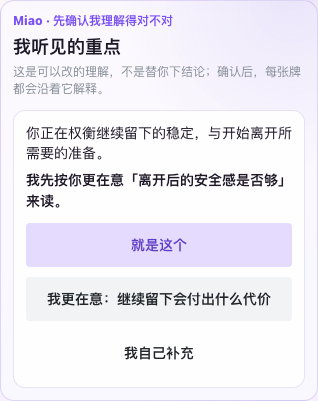 Miao · 先确认我理解得对不对
我听见的重点
这是可以改的理解，不是替你下结论；确认后，每张牌
都会沿着它解释。
你正在权衡继续留下的稳定，与开始离开所
需要的准备。
我先按你更在意「离开后的安全感是否够」
来读。
就是这个
我更在意：继续留下会付出什么代价
我自己补充